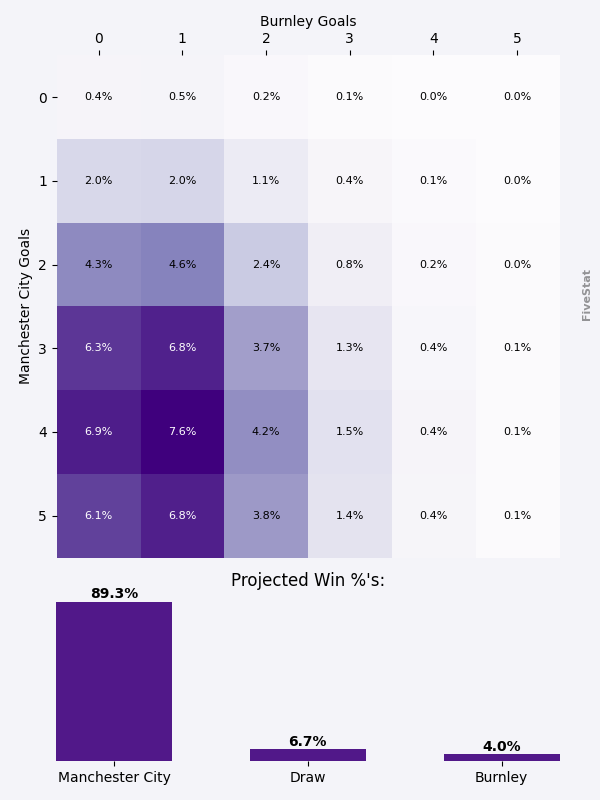 Burnley Goals
0 1 2 3 4 5
0 0.4% 0.5% 0.2% 0.1% 0.0% 0.0%
1 2.0% 2.0% 1.1% 0.4% 0.1% 0.0%
2 4.3% 4.6% 2.4% 0.8% 0.2% 0.0%
3 6.3% 6.8% 3.7% 1.3% 0.4% 0.1%
4 6.9% 7.6% 4.2% 1.5% 0.4% 0.1%
5 6.1% 6.8% 3.8% 1.4% 0.4% 0.1%
Manchester City Goals
FiveStat
Projected Win %'s:
89.3% 6.7% 4.0%
Manchester City Draw Burnley